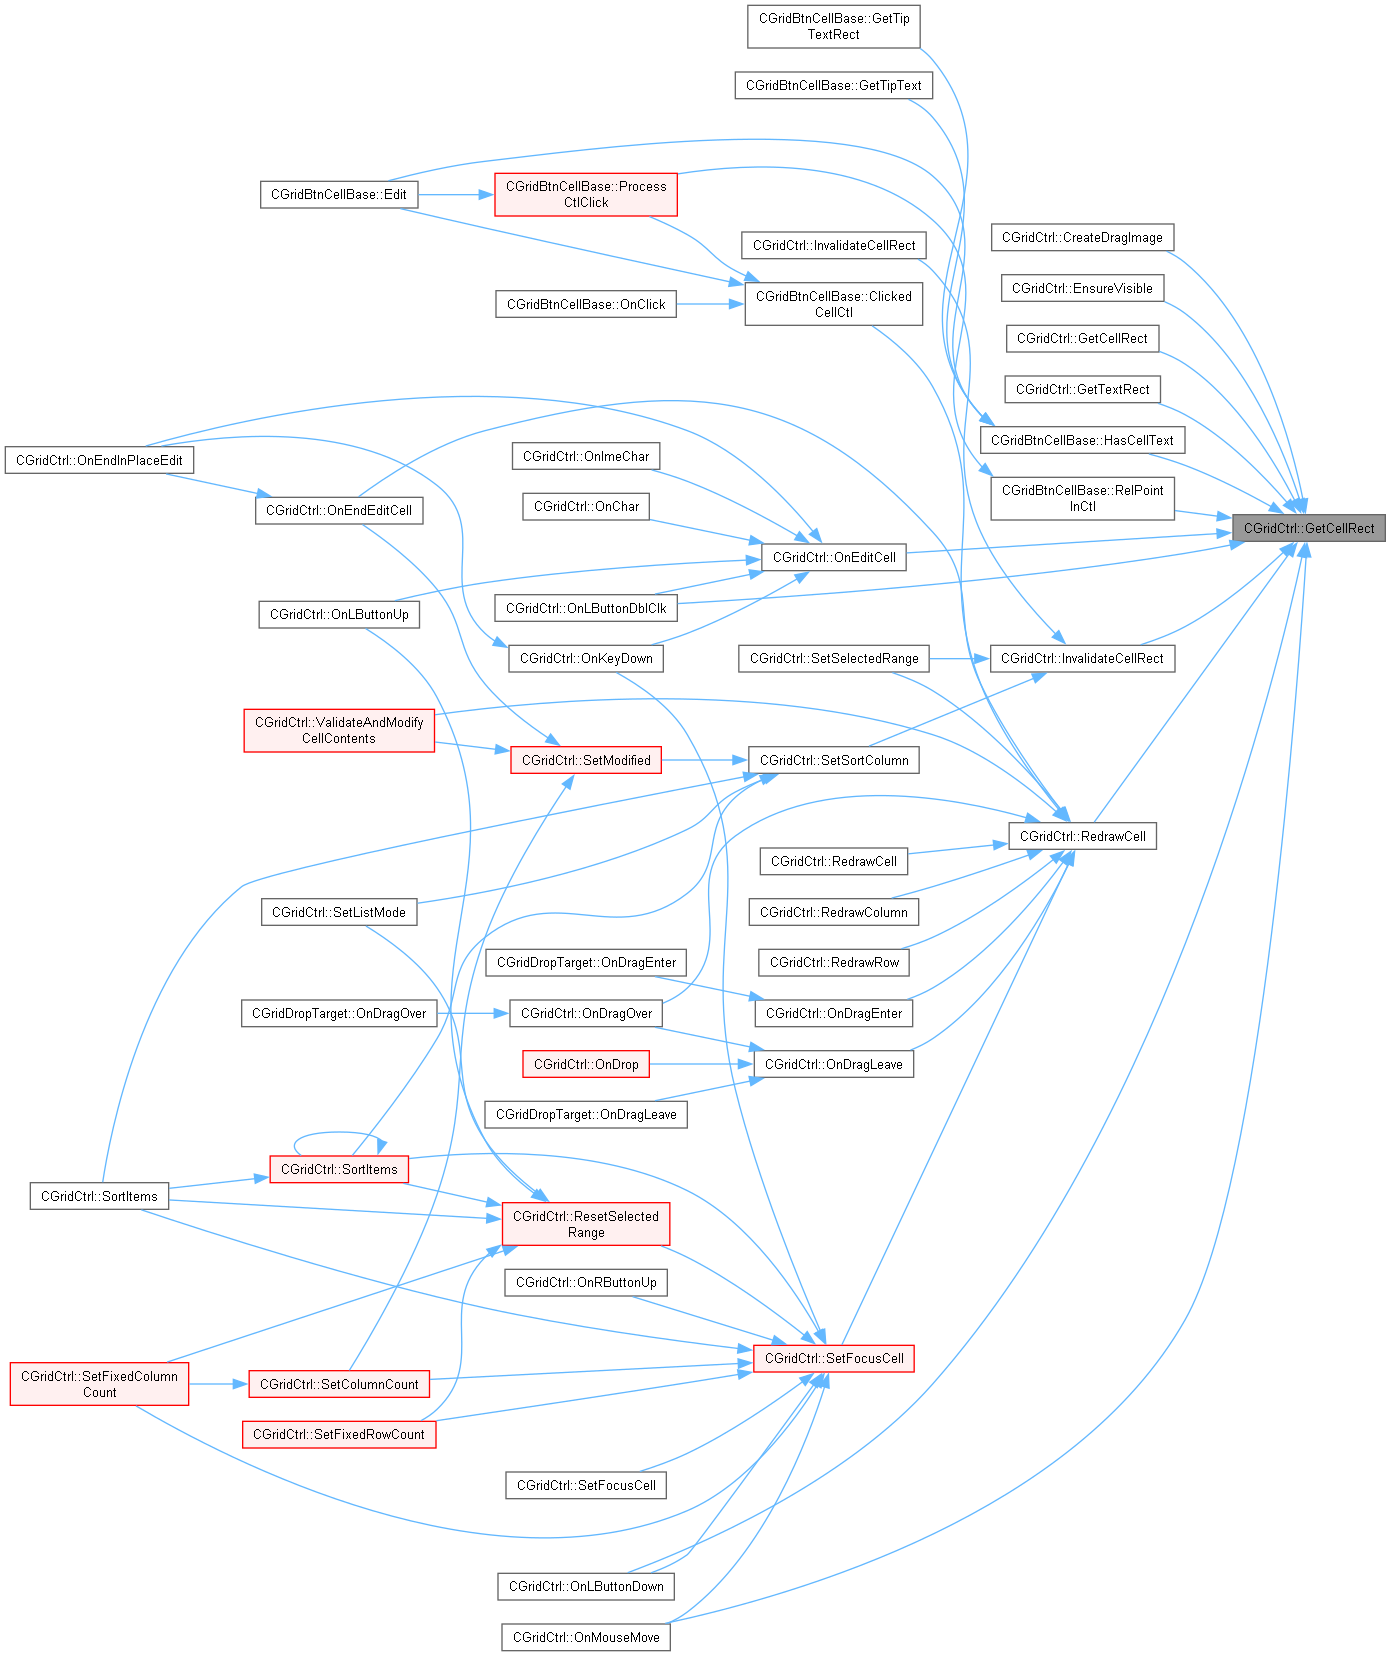 CGridBtnCellBase::GetTip
TextRect
CGridBtnCellBase::GetTipText
CGridBtnCellBase::Edit
CGridBtnCellBase::Process
CtlClick
CGridCtrl::InvalidateCellRect
CGridCtrl::CreateDragImage
CGridCtrl::EnsureVisible
CGridBtnCellBase::OnClick
CGridBtnCellBase::Clicked
CellCtl
CGridCtrl::GetCellRect
CGridCtrl::GetTextRect
CGridBtnCellBase::HasCellText
CGridCtrl::OnEndInPlaceEdit
CGridCtrl::OnImeChar
CGridBtnCellBase::RelPoint
InCtl
CGridCtrl::OnEndEditCell
CGridCtrl::OnChar
CGridCtrl::GetCellRect
CGridCtrl::OnEditCell
CGridCtrl::OnLButtonUp
CGridCtrl::OnLButtonDblClk
CGridCtrl::OnKeyDown
CGridCtrl::SetSelectedRange
CGridCtrl::InvalidateCellRect
CGridCtrl::ValidateAndModify
CellContents
CGridCtrl::SetModified
CGridCtrl::SetSortColumn
CGridCtrl::RedrawCell
CGridCtrl::RedrawCell
CGridCtrl::SetListMode
CGridCtrl::RedrawColumn
CGridDropTarget::OnDragEnter
CGridCtrl::RedrawRow
CGridDropTarget::OnDragOver
CGridCtrl::OnDragOver
CGridCtrl::OnDragEnter
CGridCtrl::OnDrop
CGridCtrl::OnDragLeave
CGridDropTarget::OnDragLeave
CGridCtrl::SortItems
CGridCtrl::SortItems
CGridCtrl::ResetSelected
Range
CGridCtrl::OnRButtonUp
CGridCtrl::SetFocusCell
CGridCtrl::SetFixedColumn
Count
CGridCtrl::SetColumnCount
CGridCtrl::SetFixedRowCount
CGridCtrl::SetFocusCell
CGridCtrl::OnLButtonDown
CGridCtrl::OnMouseMove